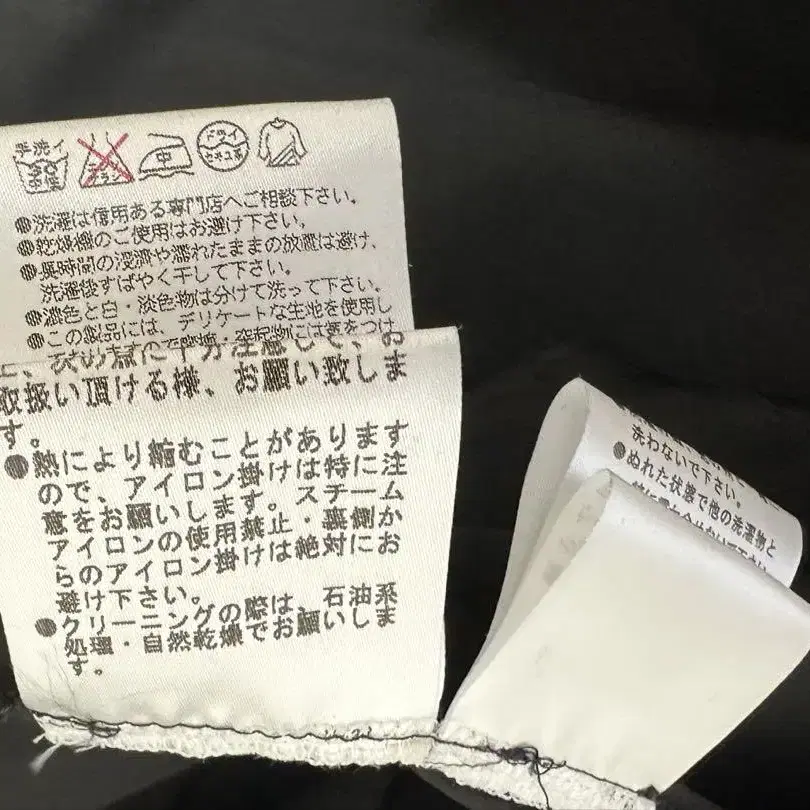 手洗イ
中
ドライ
セキユ系
●洗濯は信用ある専門店へご相談下さい。
●乾燥機のご使用はお避け下さい。
●長時間の浸漬や濡れたままの放置は避け、
洗濯後すばやく干して下さい。
●濃色と白・淡色物は分けて洗って下さい。
●この製品には、デリケートな生地を使用し
取扱い頂ける様、お願い致しま
す。
●熱により縮むことがあります
ので、アイロン掛けは特に注
意をお願いします。スチーム
アイロンの使用禁止・裏側か
らのアイロン掛けは絶対にお
避け下さい。
●クリーニングの際は、石油系
処理・自然乾燥でお願いしま
す。
洗わないで下さい。
●ぬれた状態で他の洗濯物と